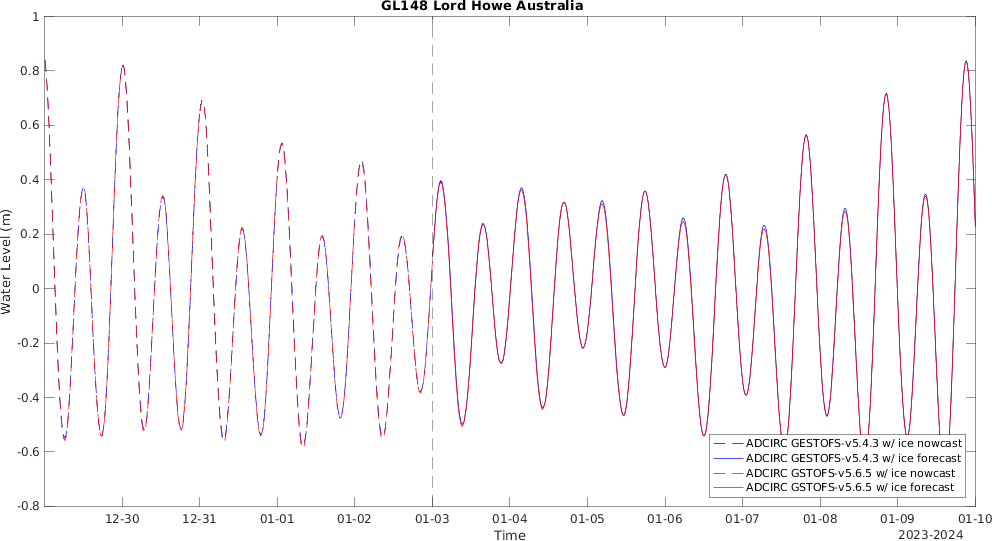 GL148 Lord Howe Australia
1
0.8
0.6
0.4
0.2
0
-0.2
-0.4
-0.6
-0.8
Water Level (m)
ADCIRC GESTOFS-v5.4.3 w/ ice nowcast
ADCIRC GESTOFS-v5.4.3 w/ ice forecast
ADCIRC GSTOFS-v5.6.5 w/ ice nowcast
ADCIRC GSTOFS-v5.6.5 w/ ice forecast
12-30 12-31 01-01 01-02 01-03 01-04 01-05 01-06 01-07 01-08 01-09 01-10
Time
2023-2024